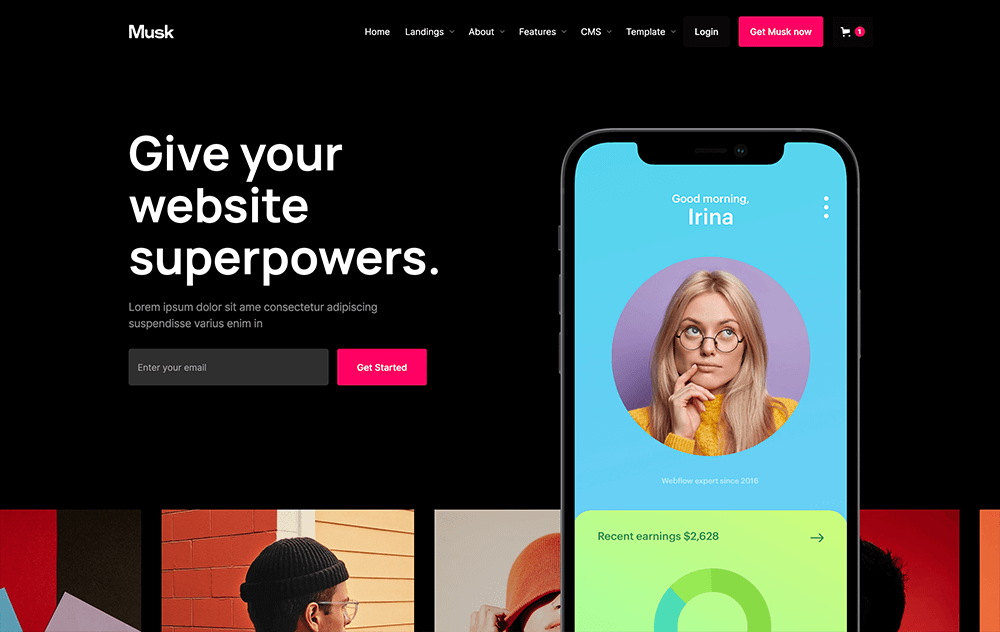 Musk
Home Landings About Features CMS Template Login Get Musk now 1
Give your
website
superpowers.
Lorem ipsum dolor sit ame consectetur adipiscing
suspendisse varius enim in
Enter your email
Get Started
Good morning,
Irina
Webflow expert since 2016
Recent earnings $2,628